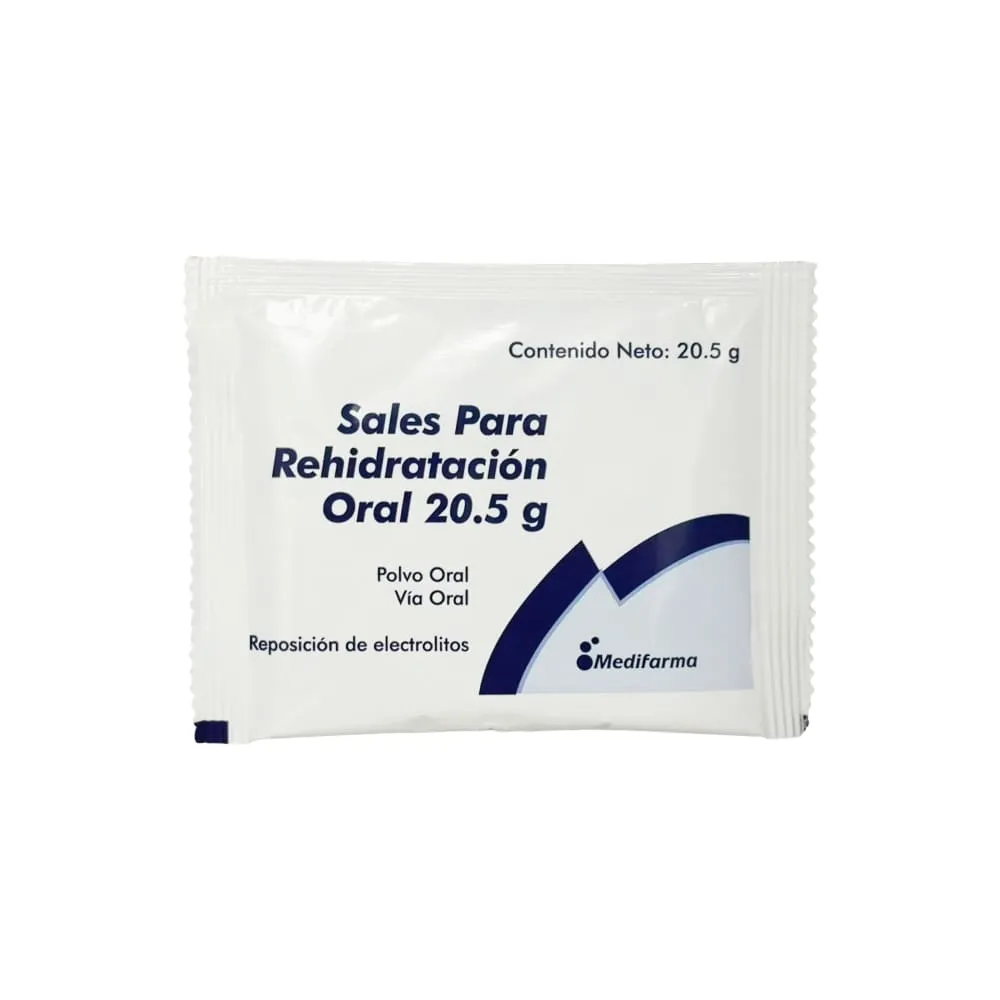 Contenido Neto: 20.5 g
Sales Para
Rehidratación
Oral 20.5 g
Polvo Oral
Vía Oral
Reposición de electrolitos
Medifarma